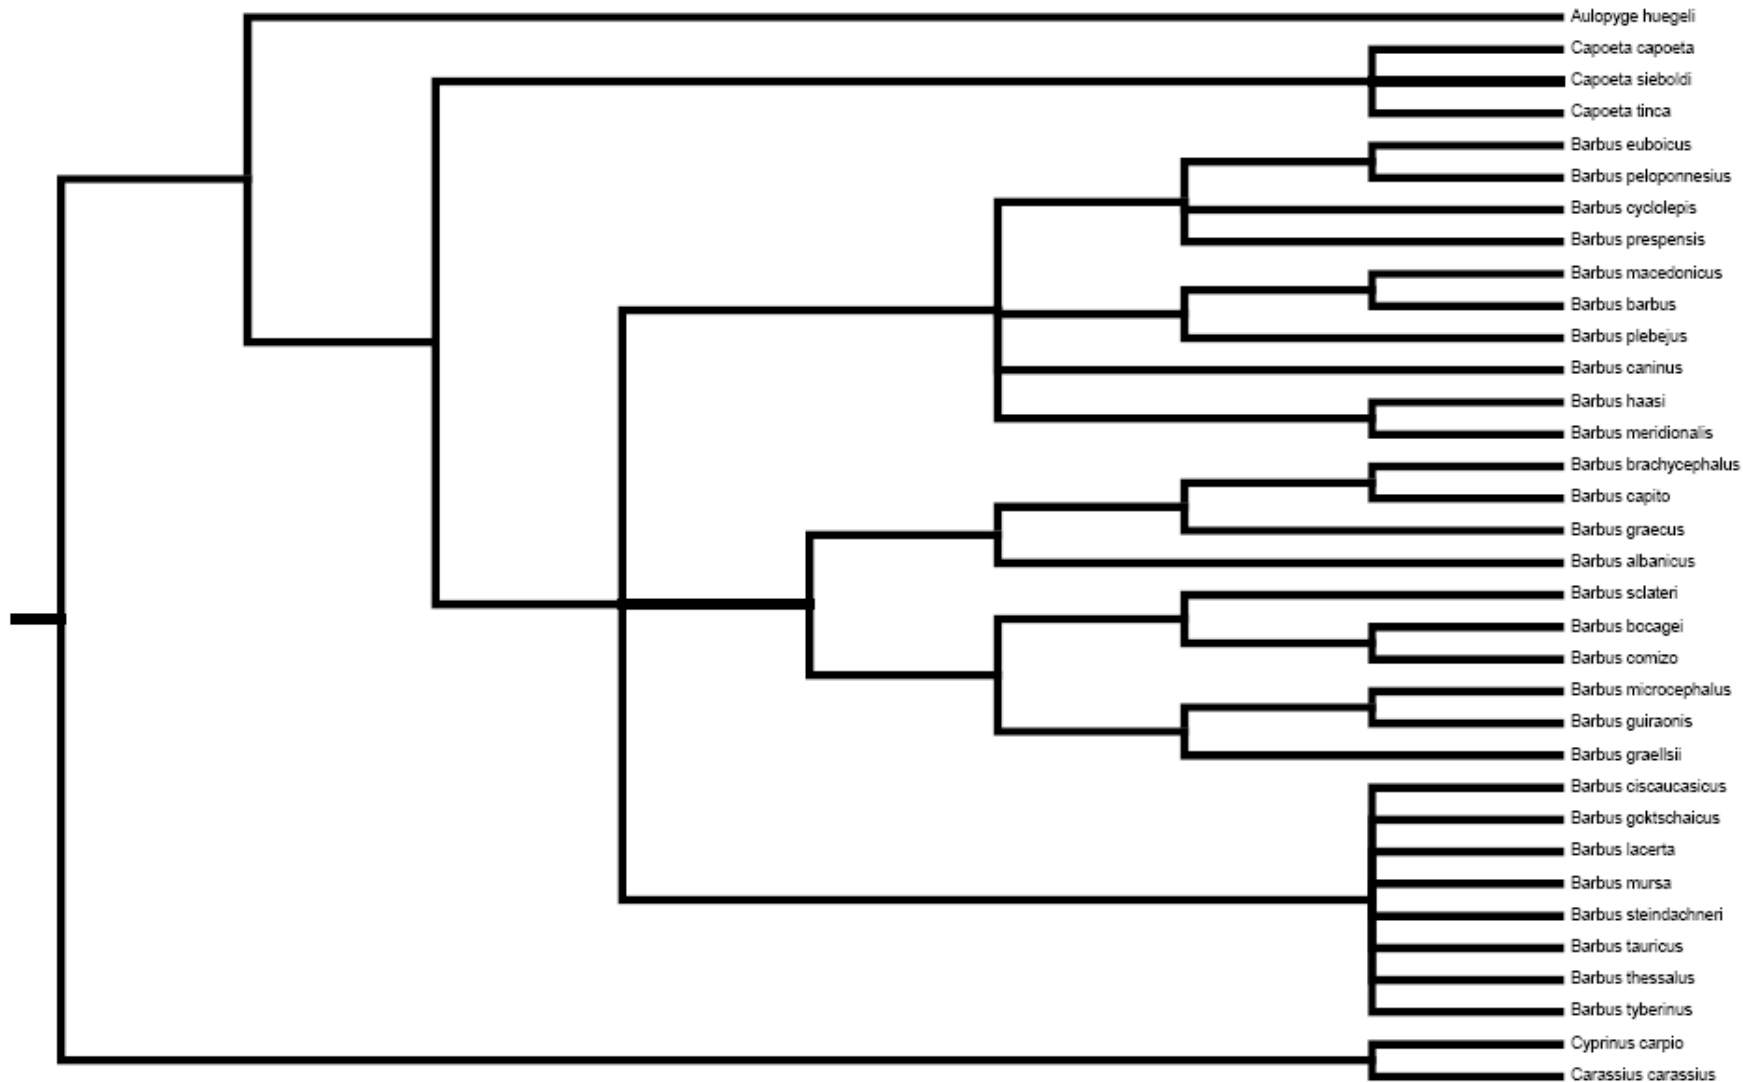 Aulopyge huegeli
Capoeta capoeta
Capoeta sieboldi
Capoeta tinca
Barbus euboicus
Barbus peloponnesius
Barbus cyclolepis
Barbus prespensis
Barbus macedonicus
Barbus barbus
Barbus plebejus
Barbus caninus
Barbus haasi
Barbus meridionalis
Barbus brachycephalus
Barbus capito
Barbus graecus
Barbus albanicus
Barbus sclateri
Barbus bocagei
Barbus comizo
Barbus microcephalus
Barbus guiraonis
Barbus graellsii
Barbus ciscaucasicus
Barbus goktschaicus
Barbus lacerta
Barbus mursa
Barbus steindachneri
Barbus tauricus
Barbus thessalus
Barbus tyberinus
Cyprinus carpio
Carassius carassius